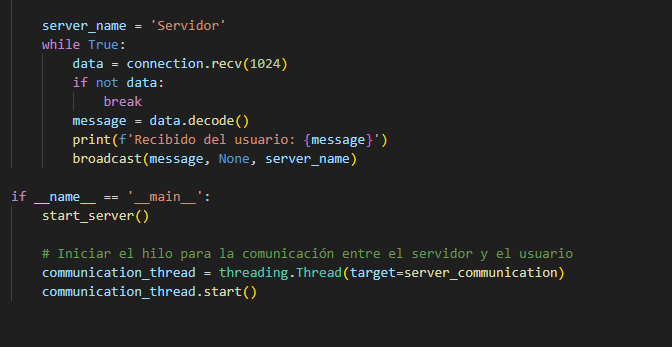 server_name = 'Servidor'
while True:
data = connection.recv(1024)
if not data:
break
message = data.decode()
print(f'Recibido del usuario: {message}')
broadcast(message, None, server_name)
if __name__ == '__main__':
start_server()
# Iniciar el hilo para la comunicación entre el servidor y el usuario
communication_thread = threading.Thread(target=server_communication)
communication_thread.start()